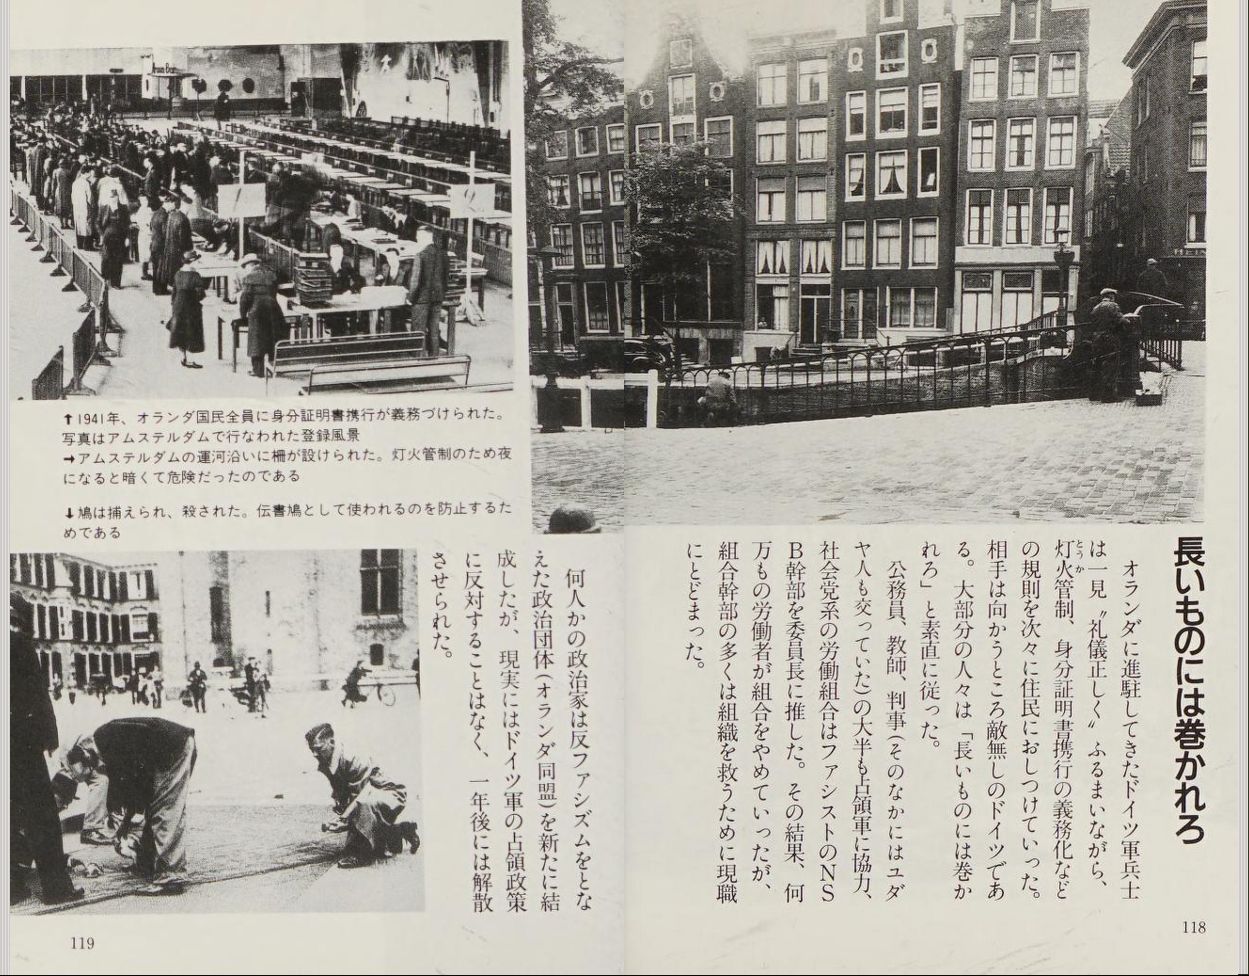 長いものには巻かれろ
オランダに進駐してきたドイツ軍兵士
は一見〝礼儀正しく〟ふるまいながら、
灯火管制、身分証明書携行の義務化など
とうか
の規則を次々に住民におしつけていった。
相手は向かうところ敵無しのドイツであ
る。大部分の人々は「長いものには巻か
れろ」と素直に従った。
公務員、教師、判事(そのなかにはユダ
ヤ人も交っていた)の大半も占領軍に協力、
社会党系の労働組合はファシストのNS
B幹部を委員長に推した。その結果、何
万もの労働者が組合をやめていったが、
組合幹部の多くは組織を救うために現職
にとどまった。
118
何人かの政治家は反ファシズムをとな
えた政治団体(オランダ同盟)を新たに結
成したが、現実にはドイツ軍の占領政策
に反対することはなく、一年後には解散
させられた。
↑1941年、オランダ国民全員に身分証明書携行が義務づけられた。
写真はアムステルダムで行なわれた登録風景
→アムステルダムの運河沿いに柵が設けられた。灯火管制のため夜
になると暗くて危険だったのである
↓鳩は捕えられ、殺された。伝書鳩として使われるのを防止するた
めである
119